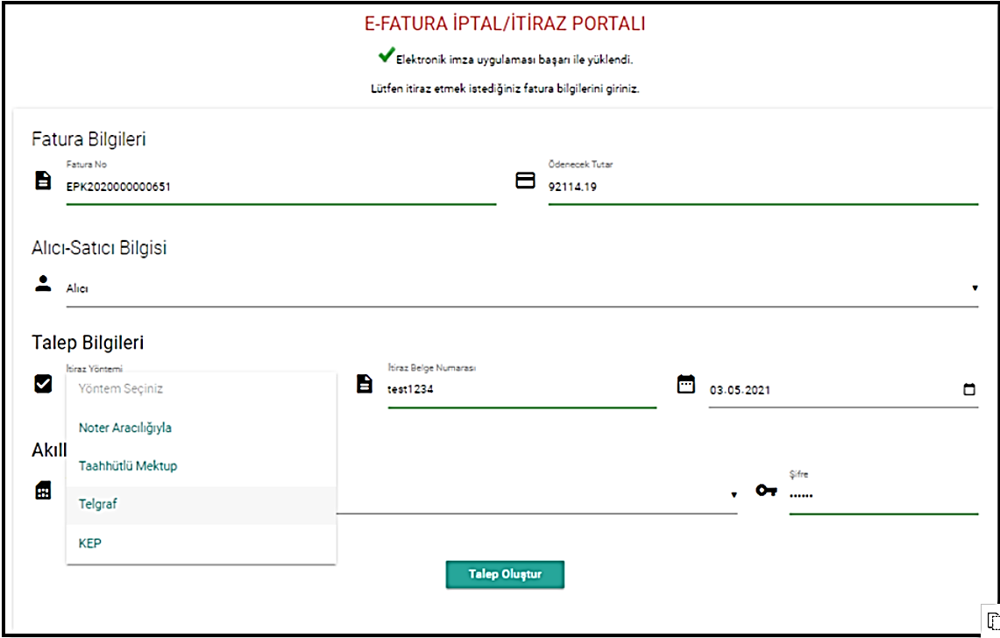 E-FATURA İPTAL/İTİRAZ PORTALI
Elektronik imza uygulaması başarı ile yüklendi.
Lütfen itiraz etmek istediğiniz fatura bilgilerini giriniz.
Fatura Bilgileri
Fatura No
EPK2020000000651
Ödenecek Tutar
92114.19
Alıcı-Satıcı Bilgisi
Alıcı
Talep Bilgileri
İtiraz Yöntemi
Yöntem Seçiniz
Noter Aracılığıyla
Taahhütlü Mektup
Telgraf
KEP
İtiraz Belge Numarası
test1234
03.05.2021
Akıll
Şifre
••••••
Talep Oluştur